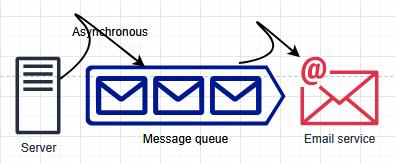 Asynchronous
@
Server
Message queue
Email service